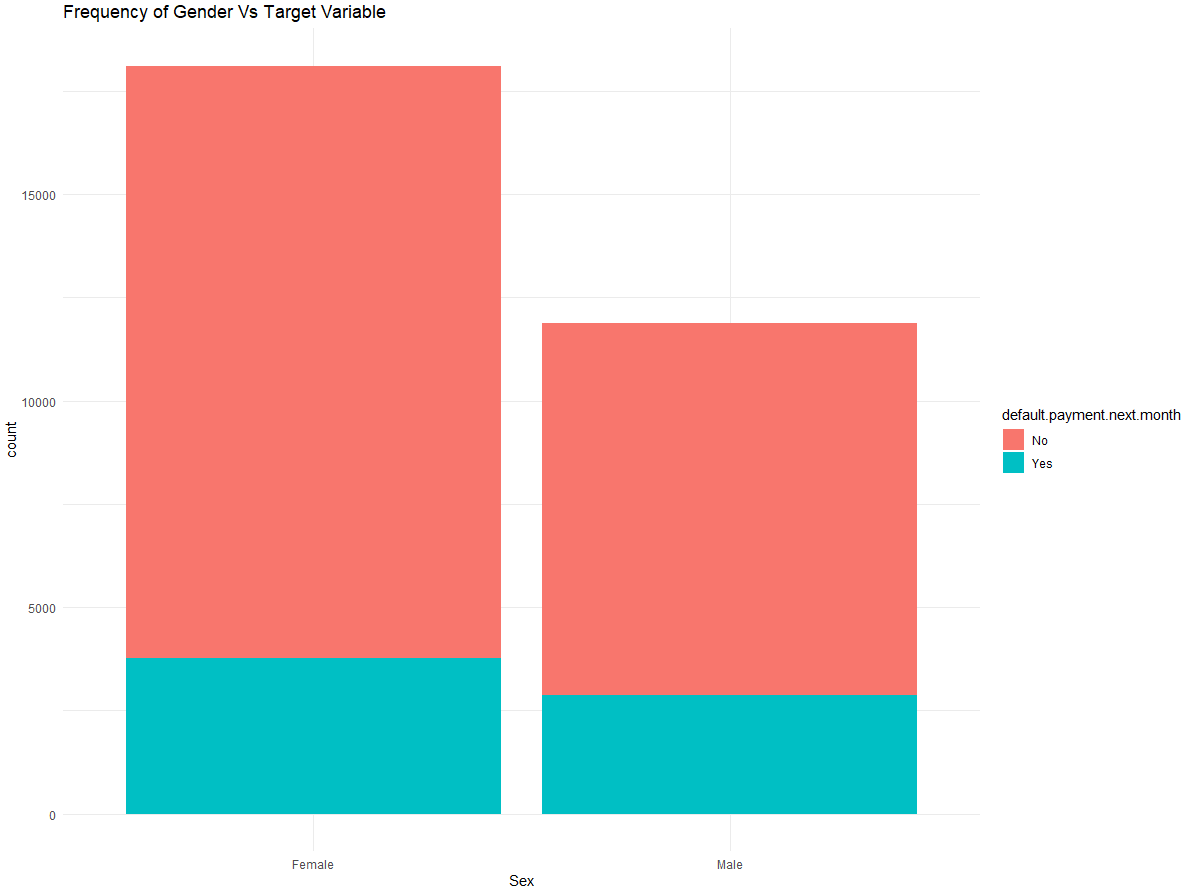 Frequency of Gender Vs Target Variable
15000
10000
5000
0
count
Female
Male
Sex
default.payment.next.month
No
Yes